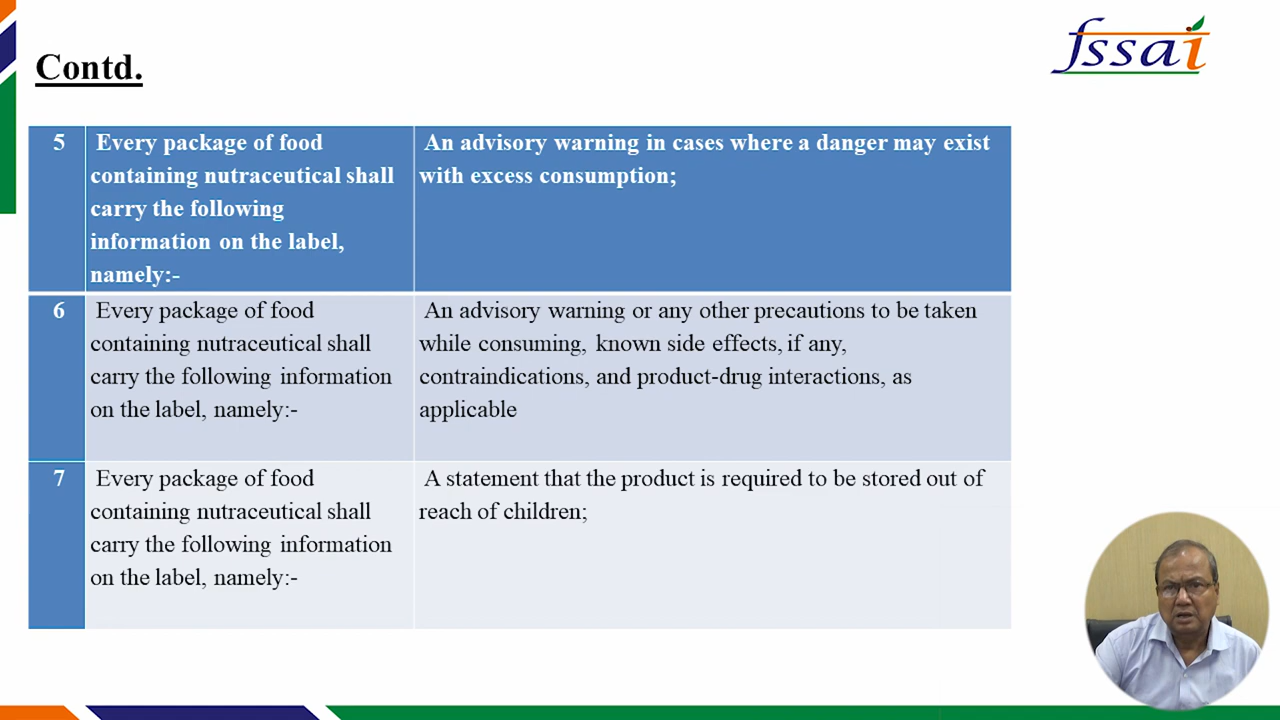 Contd.
fssai
5
Every package of food
containing nutraceutical shall
carry the following
information on the label,
namely:-
An advisory warning in cases where a danger may exist
with excess consumption;
6
Every package of food
containing nutraceutical shall
carry the following information
on the label, namely:-
An advisory warning or any other precautions to be taken
while consuming, known side effects, if any,
contraindications, and product-drug interactions, as
applicable
7
Every package of food
containing nutraceutical shall
carry the following information
on the label, namely:-
A statement that the product is required to be stored out of
reach of children;